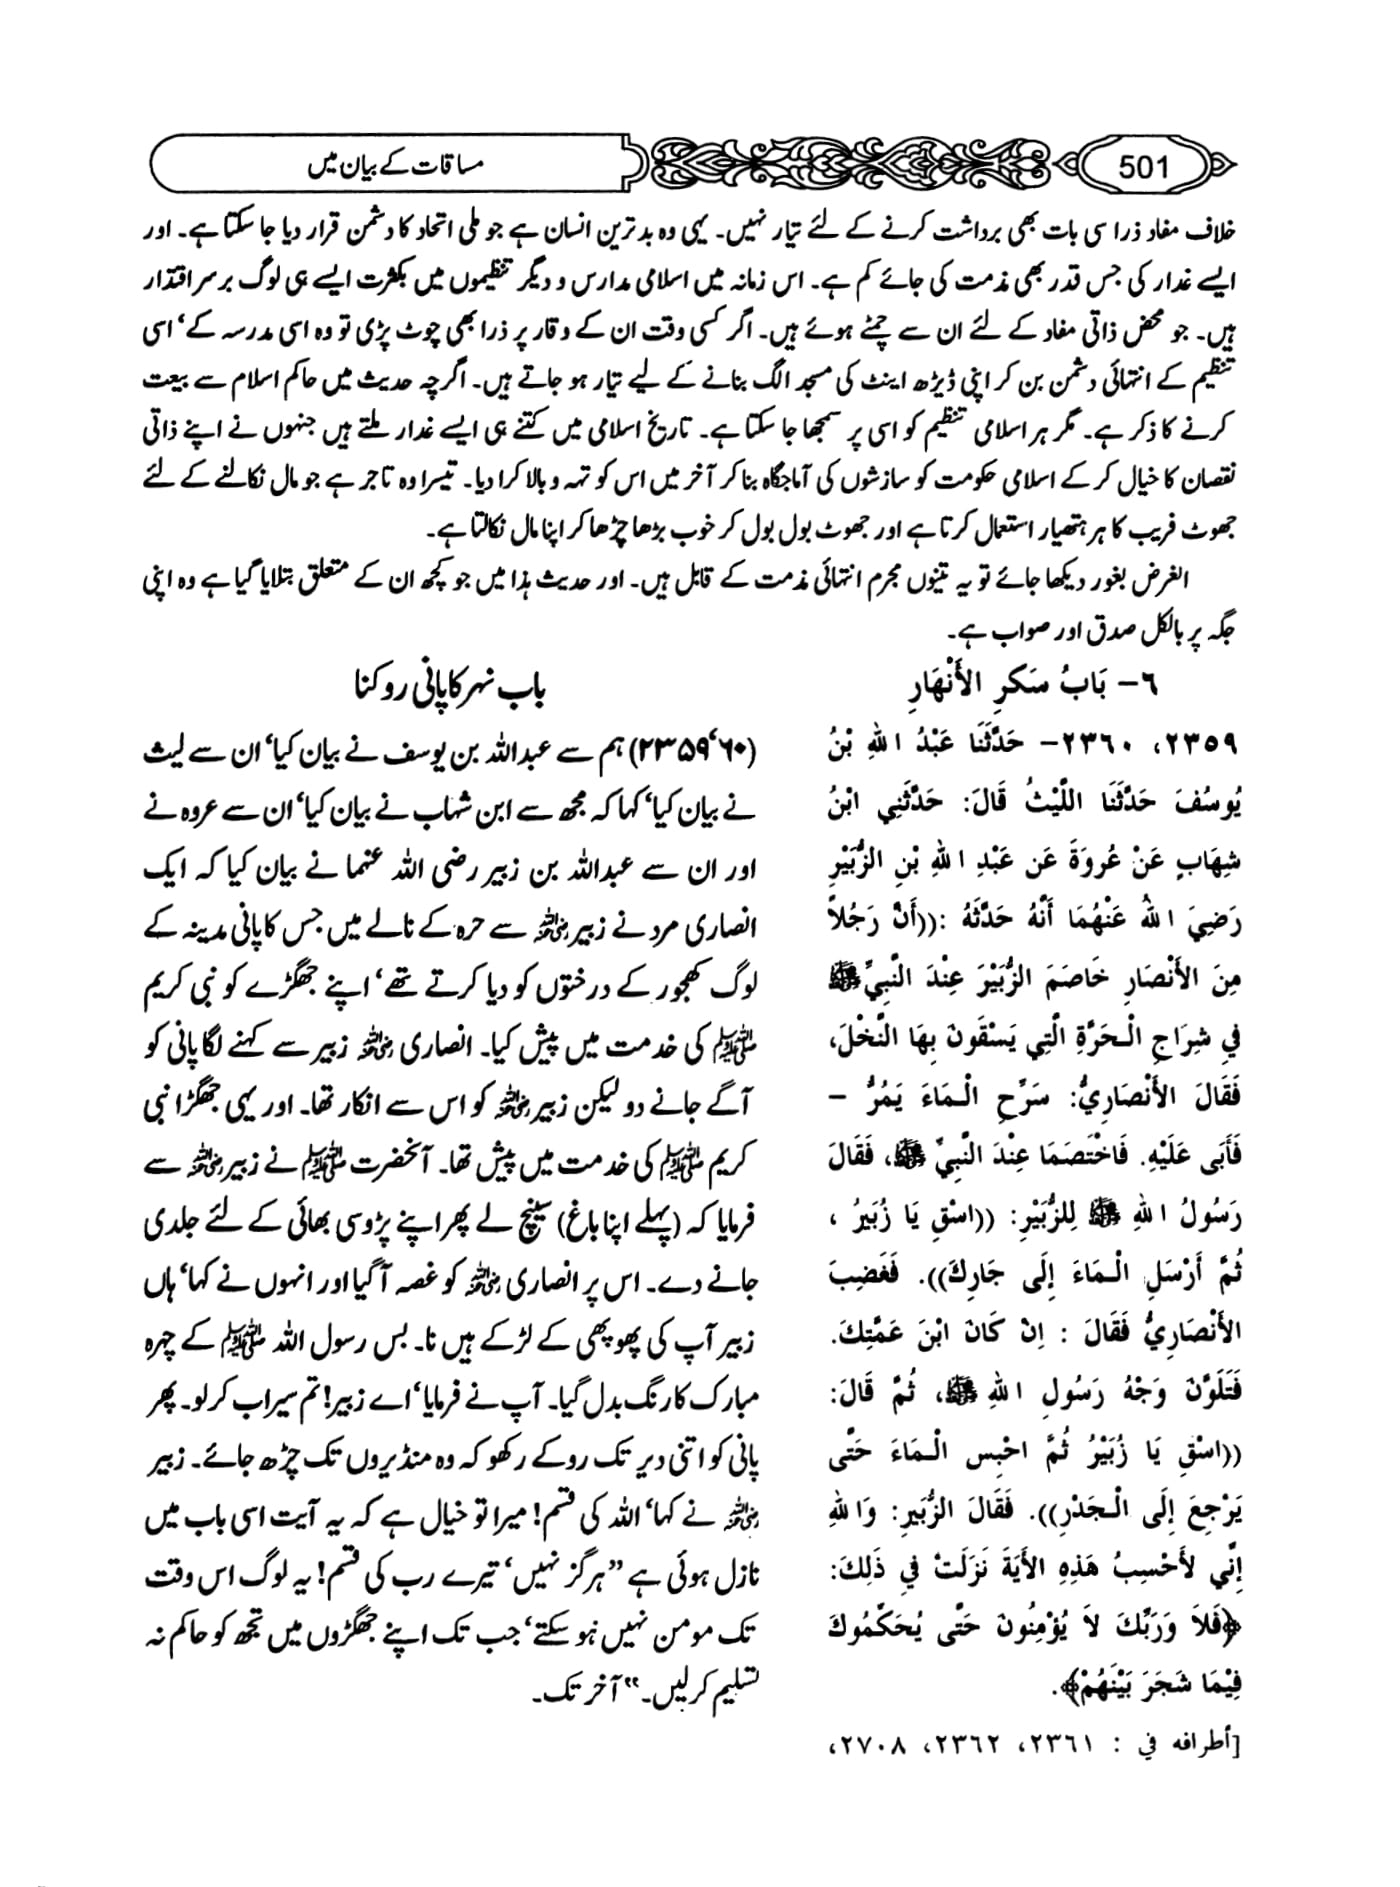 501
مساقات کے بیان میں
خلاف مفاد ذرا سی بات بھی برداشت کرنے کے لئے تیار نہیں۔ یہی وہ بدترین انسان ہے جو ملی اتحاد کا دشمن قرار دیا جا سکتا ہے۔ اور
ایسے غدار کی جس قدر بھی مذمت کی جائے کم ہے۔ اس زمانہ میں اسلامی مدارس و دیگر تنظیموں میں بکثرت ایسے ہی لوگ برسر اقتدار
ہیں۔ جو محض ذاتی مفاد کے لئے ان سے چمٹے ہوئے ہیں۔ اگر کسی وقت ان کے وقار پر ذرا بھی چوٹ پڑی تو وہ اسی مدرسہ کے' اسی
تنظیم کے انتہائی دشمن بن کر اپنی ڈیڑھ اینٹ کی مسجد الگ بنانے کے لیے تیار ہو جاتے ہیں۔ اگرچہ حدیث میں حاکم اسلام سے بیعت
کرنے کا ذکر ہے۔ مگر ہر اسلامی تنظیم کو اسی پر سمجھا جا سکتا ہے۔ تاریخ اسلامی میں کتنے ہی ایسے غدار ملتے ہیں جنہوں نے اپنے ذاتی
نقصان کا خیال کر کے اسلامی حکومت کو سازشوں کی آماجگاہ بنا کر آخر میں اس کو تہہ و بالا کرا دیا۔ تیسرا وہ تاجر ہے جو مال نکالنے کے لئے
جھوٹ فریب کا ہر ہتھیار استعمال کرتا ہے اور جھوٹ بول بول کر خوب بڑھا چڑھا کر اپنا مال نکالتا ہے۔
الغرض بغور دیکھا جائے تو یہ تینوں مجرم انتہائی مذمت کے قابل ہیں۔ اور حدیث ہذا میں جو کچھ ان کے متعلق بتلایا گیا ہے وہ اپنی
جگہ پر بالکل صدق اور صواب ہے۔
٦- بَابُ سَكْرِ الأَنْهَارِ
٢٣٥٩، ٢٣٦٠- حَدَّثَنَا عَبْدُ اللهِ بْنُ
يُوسُفَ حَدَّثَنَا اللَّيْثُ قَالَ: حَدَّثَنِي ابْنُ
شِهَابٍ عَنْ عُرْوَةَ عَن عَبْدِ اللهِ بْنِ الزُّبَيْرِ
رَضِيَ اللهُ عَنْهُمَا أَنَّهُ حَدَّثَهُ :((أَنَّ رَجُلاً
مِنَ الأَنْصَارِ خَاصَمَ الزُّبَيْرَ عِنْدَ النَّبِيِّ ﷺ
فِي شِرَاجِ الْحَرَّةِ الَّتِي يَسْقُونَ بِهَا النَّخْلَ،
فَقَالَ الأَنْصَارِيُّ: سَرِّحِ الْمَاءَ يَمُرُّ –
فَأَبَى عَلَيْهِ. فَاخْتَصَمَا عِنْدَ النَّبِيِّ ﷺ، فَقَالَ
رَسُولُ اللهِ ﷺ لِلزُّبَيْرِ: ((اسْقِ يَا زُبَيرُ ،
ثُمَّ أَرْسَلِ الْمَاءَ إِلَى جَارِكَ)). فَغَضِبَ
الأَنْصَارِيُّ فَقَالَ : إِنْ كَانَ ابْنَ عَمَّتِكَ.
فَتَلَوَّنَ وَجْهُ رَسُولِ اللهِ ﷺ، ثُمَّ قَالَ:
((اسْقِ يَا زُبَيْرُ ثُمَّ احْبِسِ الْمَاءَ حَتَّى
يَرْجِعَ إِلَى الْجَدْرِ)). فَقَالَ الزُّبَيرِ: وَاللهِ
إِنِّي لأَحْسِبُ هَذِهِ الآيَةَ نَزَلَتْ فِي ذَلِكَ:
﴿فَلاَ وَرَبِّكَ لاَ يُؤْمِنُونَ حَتَّى يُحَكِّمُوكَ
فِيْمَا شَجَرَ بَيْنَهُمْ﴾.
[أطرافه في : ٢٣٦١، ٢٣٦٢، ٢٧٠٨،
باب نہر کا پانی روکنا
(۲۳۵۹'۶۰) ہم سے عبداللہ بن یوسف نے بیان کیا' ان سے لیث
نے بیان کیا' کہا کہ مجھ سے ابن شہاب نے بیان کیا' ان سے عروہ نے
اور ان سے عبداللہ بن زبیر رضی اللہ عنہما نے بیان کیا کہ ایک
انصاری مرد نے زبیر رضی اللہ عنہ سے حرہ کے نالے میں جس کا پانی مدینہ کے
لوگ کھجور کے درختوں کو دیا کرتے تھے' اپنے جھگڑے کو نبی کریم
ﷺ کی خدمت میں پیش کیا۔ انصاری رضی اللہ عنہ زبیر سے کہنے لگا پانی کو
آگے جانے دو لیکن زبیر رضی اللہ عنہ کو اس سے انکار تھا۔ اور یہی جھگڑا نبی
کریم ﷺ کی خدمت میں پیش تھا۔ آنحضرت ﷺ نے زبیر رضی اللہ عنہ سے
فرمایا کہ (پہلے اپنا باغ) سینچ لے پھر اپنے پڑوسی بھائی کے لئے جلدی
جانے دے۔ اس پر انصاری رضی اللہ عنہ کو غصہ آگیا اور انہوں نے کہا' ہاں
زبیر آپ کی پھوپھی کے لڑکے ہیں نا۔ بس رسول اللہ ﷺ کے چہرہ
مبارک کا رنگ بدل گیا۔ آپ نے فرمایا' اے زبیر! تم سیراب کر لو۔ پھر
پانی کو اتنی دیر تک روکے رکھو کہ وہ منڈیروں تک چڑھ جائے۔ زبیر
رضی اللہ عنہ نے کہا' اللہ کی قسم! میرا تو خیال ہے کہ یہ آیت اسی باب میں
نازل ہوئی ہے "ہرگز نہیں' تیرے رب کی قسم! یہ لوگ اس وقت
تک مومن نہیں ہو سکتے' جب تک اپنے جھگڑوں میں تجھ کو حاکم نہ
تسلیم کر لیں۔" آخر تک۔